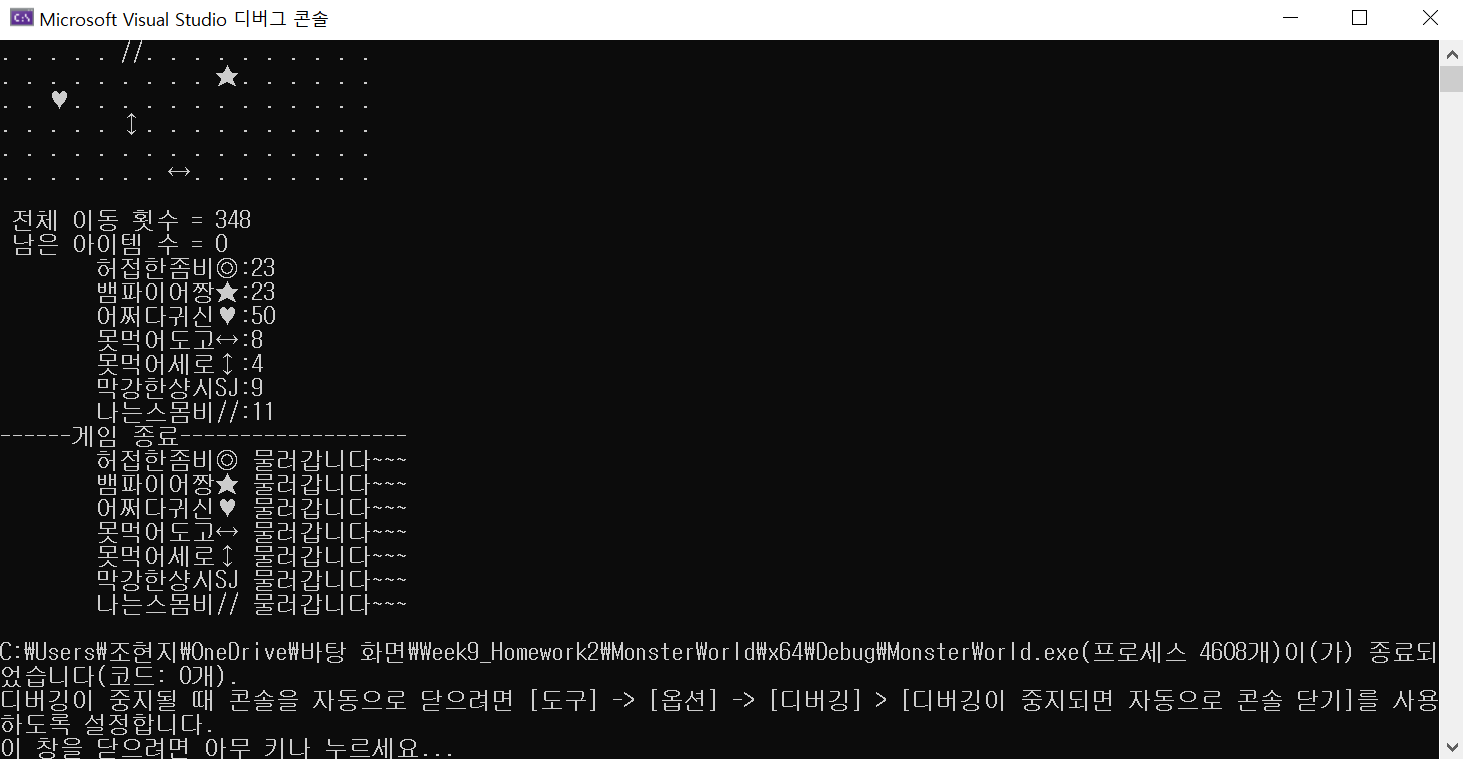 Microsoft Visual Studio 디버그 콘솔
. . . . . //. . . . . . . . . .
. . . . . . . . . ★. . . . . .
. . ♥. . . . . . . . . . . . .
. . . . . ↕. . . . . . . . . .
. . . . . . . . . . . . . . . .
. . . . . . . ↔. . . . . . . .
전체 이동 횟수 = 348
남은 아이템 수 = 0
허접한좀비◎:23
뱀파이어짱★:23
어쩌다귀신♥:50
못먹어도고↔:8
못먹어세로↕:4
막강한샹시SJ:9
나는스몸비//:11
------게임 종료-------------------
허접한좀비◎ 물러갑니다~~~
뱀파이어짱★ 물러갑니다~~~
어쩌다귀신♥ 물러갑니다~~~
못먹어도고↔ 물러갑니다~~~
못먹어세로↕ 물러갑니다~~~
막강한샹시SJ 물러갑니다~~~
나는스몸비// 물러갑니다~~~
C:₩Users₩조현지₩OneDrive₩바탕 화면₩Week9_Homework2₩MonsterWorld₩x64₩Debug₩MonsterWorld.exe(프로세스 4608개)이(가) 종료되
었습니다(코드: 0개).
디버깅이 중지될 때 콘솔을 자동으로 닫으려면 [도구] -> [옵션] -> [디버깅] > [디버깅이 중지되면 자동으로 콘솔 닫기]를 사용
하도록 설정합니다.
이 창을 닫으려면 아무 키나 누르세요...